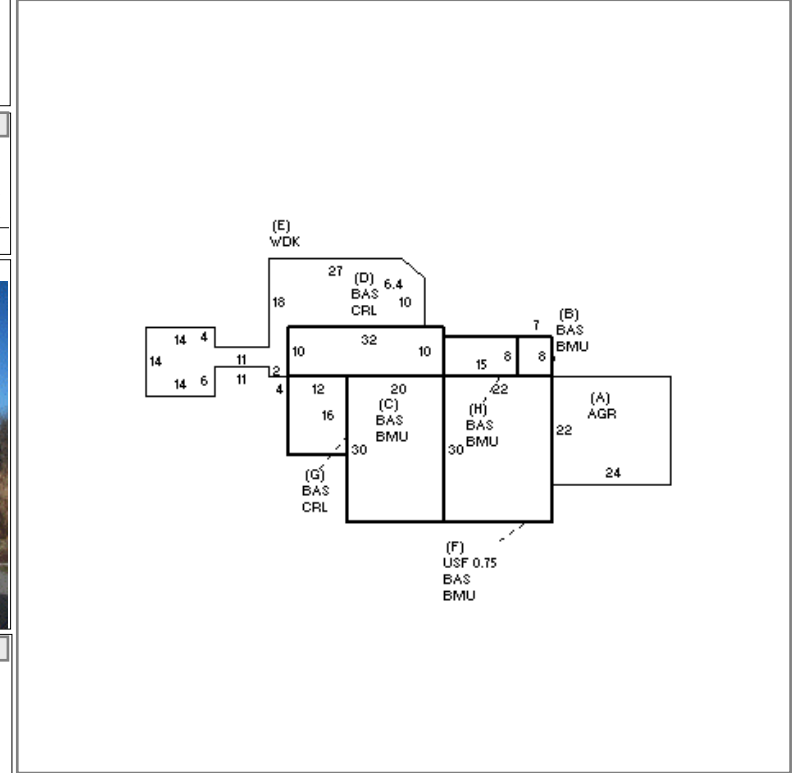 (E)
WDK
27
(D)
BAS
CRL
6.4
10
18
14
4
14
14
6
11
11
2
4
10
32
10
7
(B)
BAS
BMU
15
8
8
12
20
22
(C)
BAS
BMU
(H)
BAS
BMU
(A)
AGR
16
30
30
22
24
(G)
BAS
CRL
(F)
USF 0.75
BAS
BMU